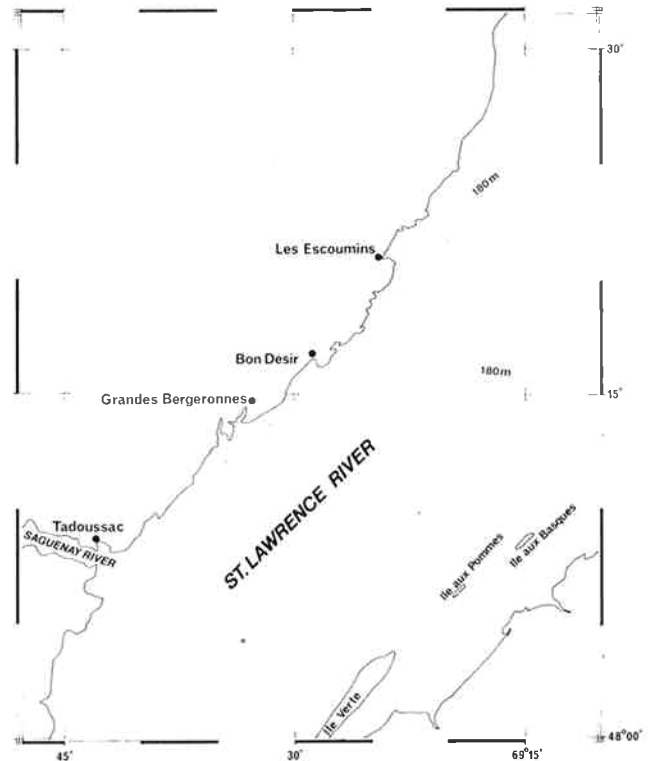 30°
180m
Les Escoumins
Bon Desir
180m
15°
Grandes Bergeronnes
ST. LAWRENCE RIVER
Tadoussac
SAGUENAY RIVER
Ile aux Pommes
Ile aux Basques
Ile Verte
48°00'
45'
30'
69°15'